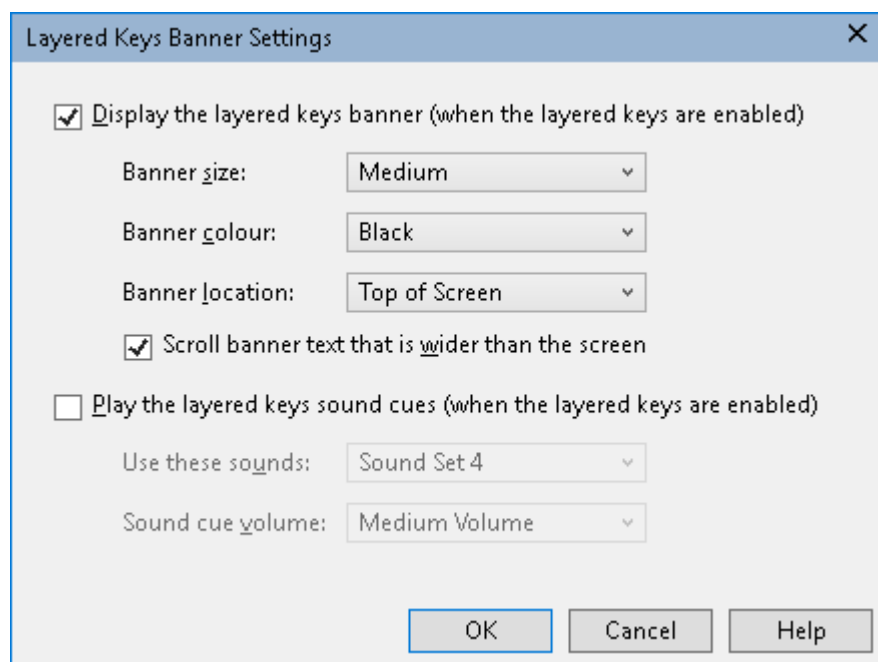 Layered Keys Banner Settings
Display the layered keys banner (when the layered keys are enabled)
Banner size: Medium
Banner colour: Black
Banner location: Top of Screen
Scroll banner text that is wider than the screen
Play the layered keys sound cues (when the layered keys are enabled)
Use these sounds: Sound Set 4
Sound cue volume: Medium Volume
OK Cancel Help